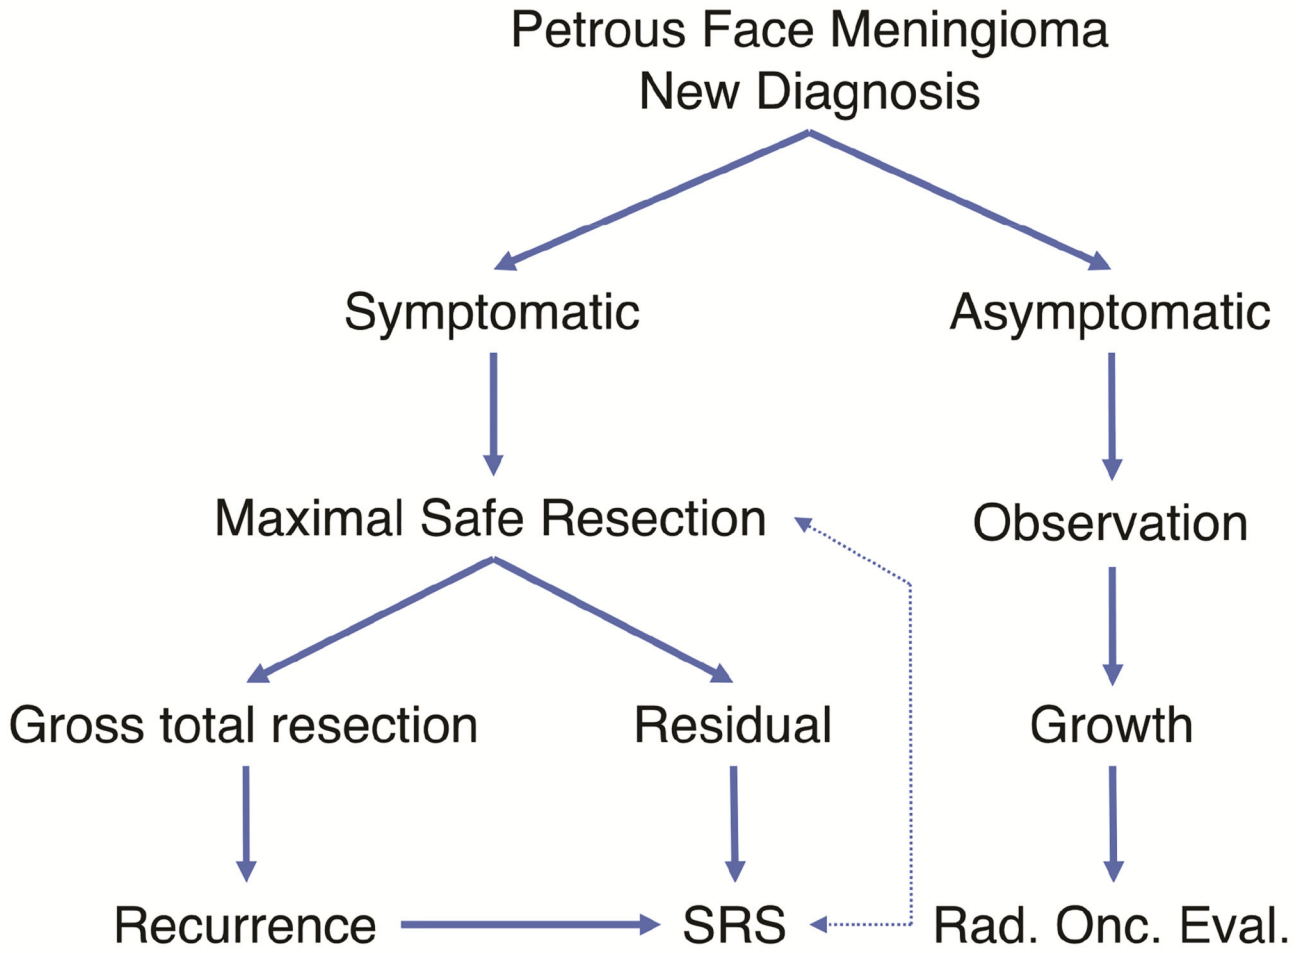 Petrous Face Meningioma
New Diagnosis
Symptomatic
Asymptomatic
Maximal Safe Resection
Observation
Gross total resection
Residual
Growth
Recurrence
SRS
Rad. Onc. Eval.